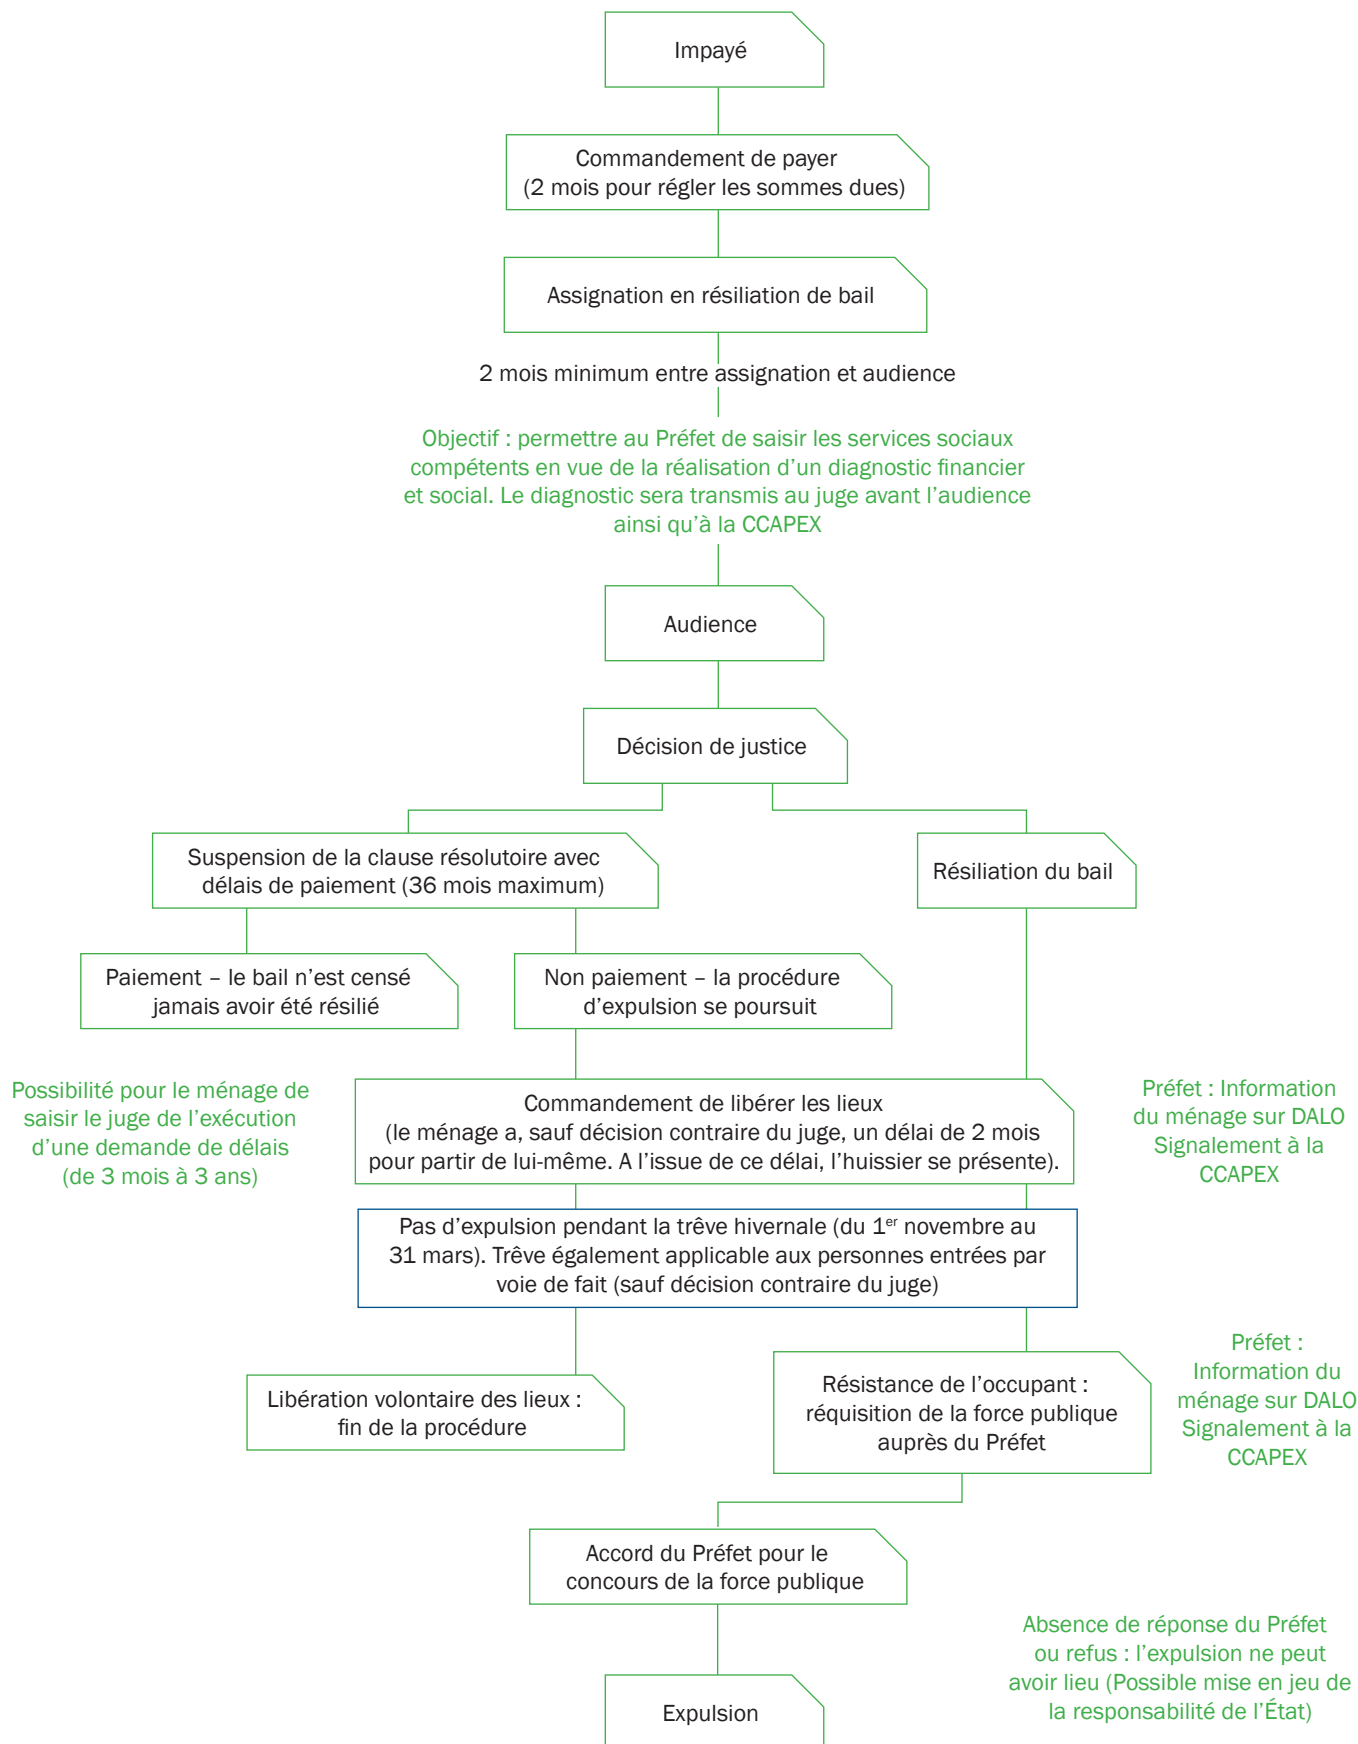 Impayé
Commandement de payer
(2 mois pour régler les sommes dues)
Assignation en résiliation de bail
2 mois minimum entre assignation et audience
Objectif : permettre au Préfet de saisir les services sociaux
compétents en vue de la réalisation d’un diagnostic financier
et social. Le diagnostic sera transmis au juge avant l’audience
ainsi qu’à la CCAPEX
Audience
Décision de justice
Suspension de la clause résolutoire avec
délais de paiement (36 mois maximum)
Résiliation du bail
Paiement – le bail n’est censé
jamais avoir été résilié
Non paiement – la procédure
d’expulsion se poursuit
Possibilité pour le ménage de
saisir le juge de l’exécution
d’une demande de délais
(de 3 mois à 3 ans)
Commandement de libérer les lieux
(le ménage a, sauf décision contraire du juge, un délai de 2 mois
pour partir de lui-même. A l’issue de ce délai, l’huissier se présente).
Préfet : Information
du ménage sur DALO
Signalement à la
CCAPEX
Pas d’expulsion pendant la trêve hivernale (du 1er novembre au
31 mars). Trêve également applicable aux personnes entrées par
voie de fait (sauf décision contraire du juge)
Libération volontaire des lieux :
fin de la procédure
Résistance de l’occupant :
réquisition de la force publique
auprès du Préfet
Préfet :
Information du
ménage sur DALO
Signalement à la
CCAPEX
Accord du Préfet pour le
concours de la force publique
Absence de réponse du Préfet
ou refus : l’expulsion ne peut
avoir lieu (Possible mise en jeu de
la responsabilité de l’État)
Expulsion